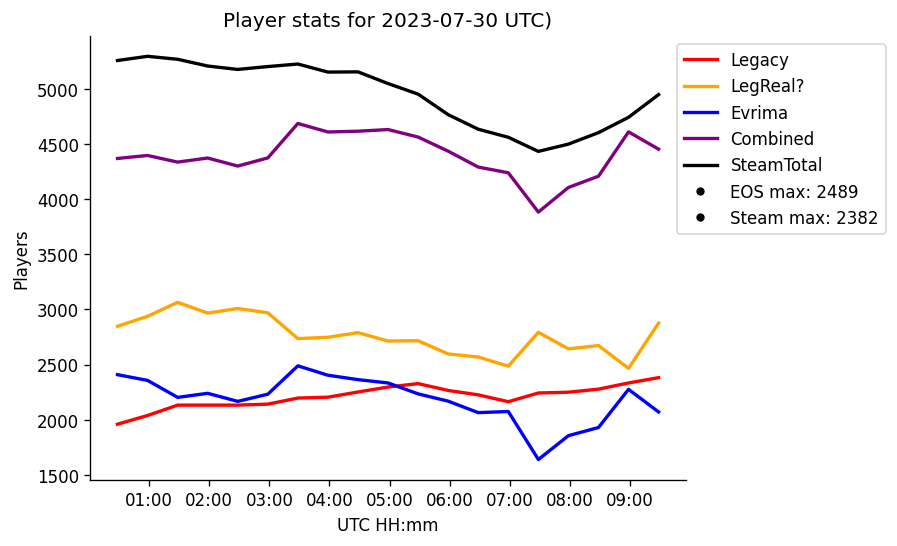 Player stats for 2023-07-30 UTC)
Legacy
LegReal?
Evrima
Combined
SteamTotal
EOS max: 2489
Steam max: 2382
Players
5000
4500
4000
3500
3000
2500
2000
1500
01:00 02:00 03:00 04:00 05:00 06:00 07:00 08:00 09:00
UTC HH:mm